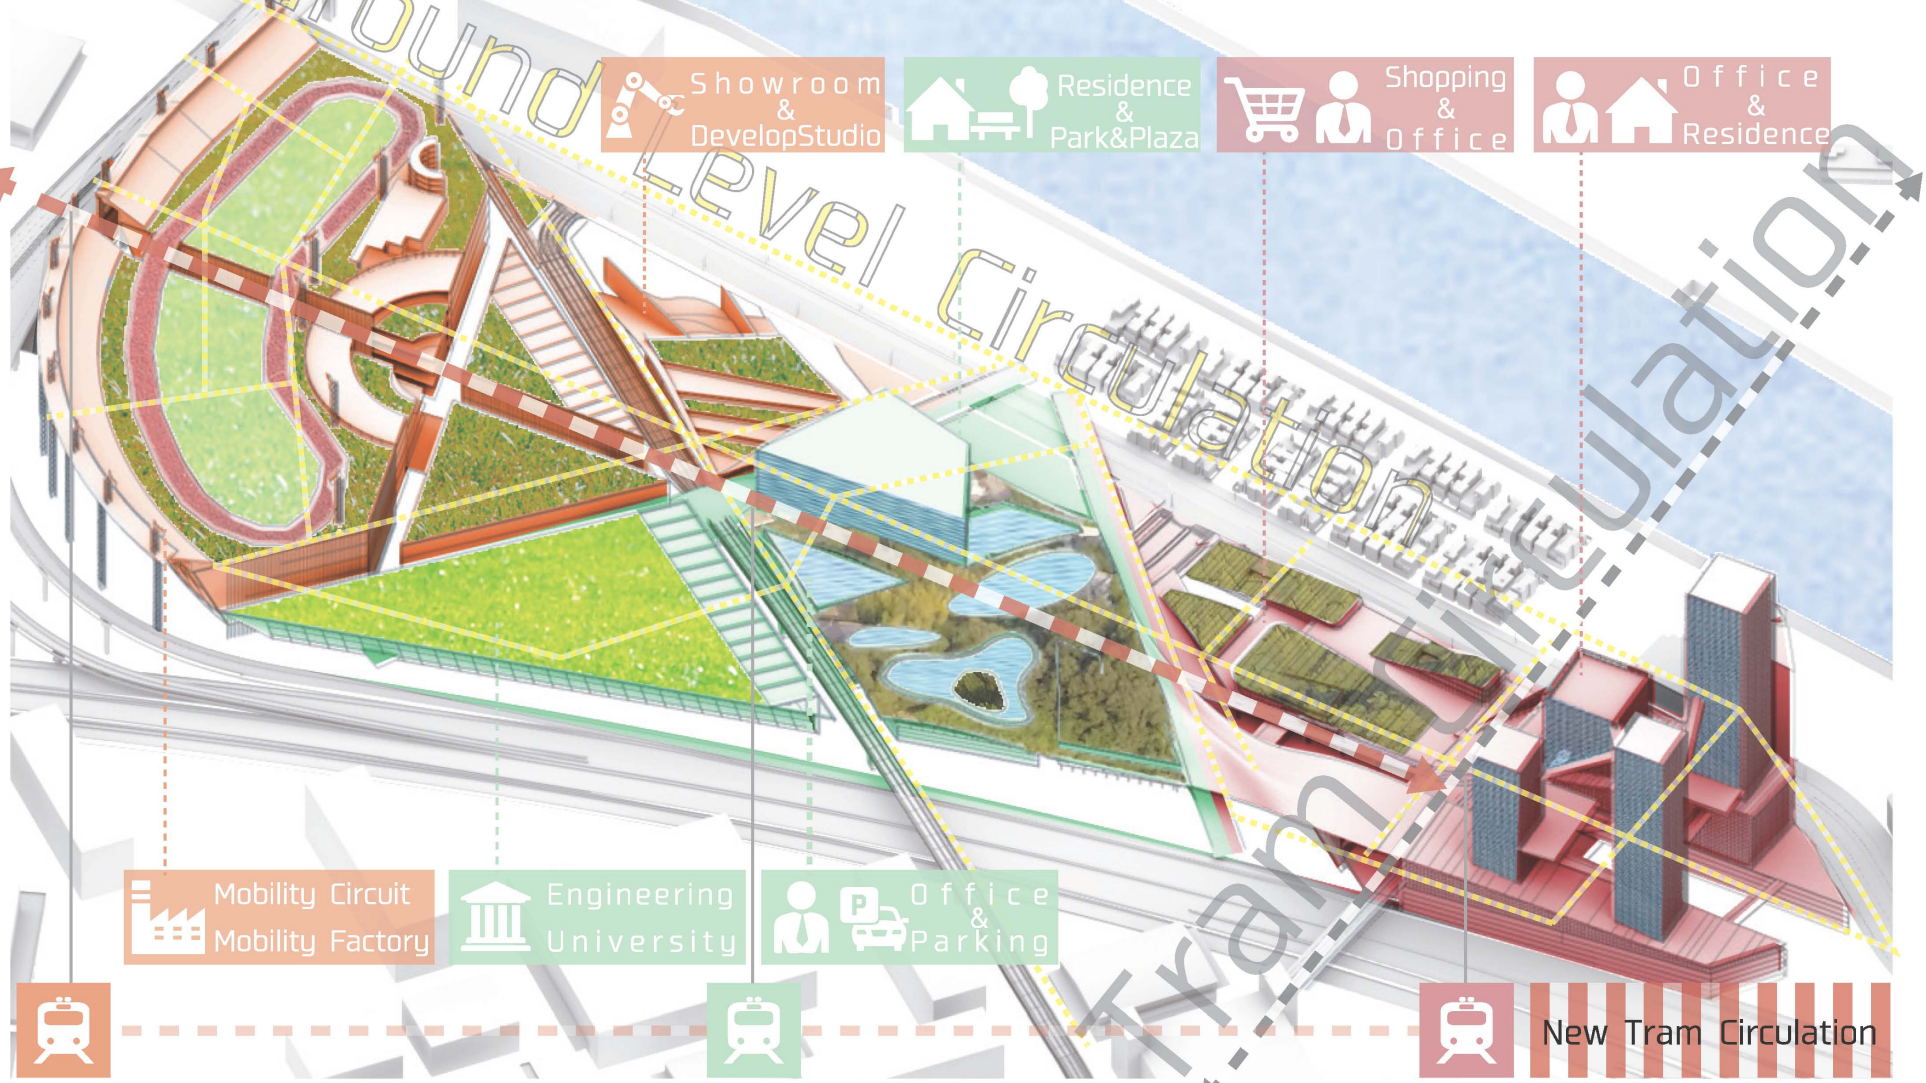 round Level Circulation
Showroom
&
DevelopStudio
Residence
&
Park&Plaza
Shopping
&
Office
Office
&
Residence
Tram Circulation
Mobility Circuit
Mobility Factory
Engineering
University
P
Office
&
Parking
New Tram Circulation